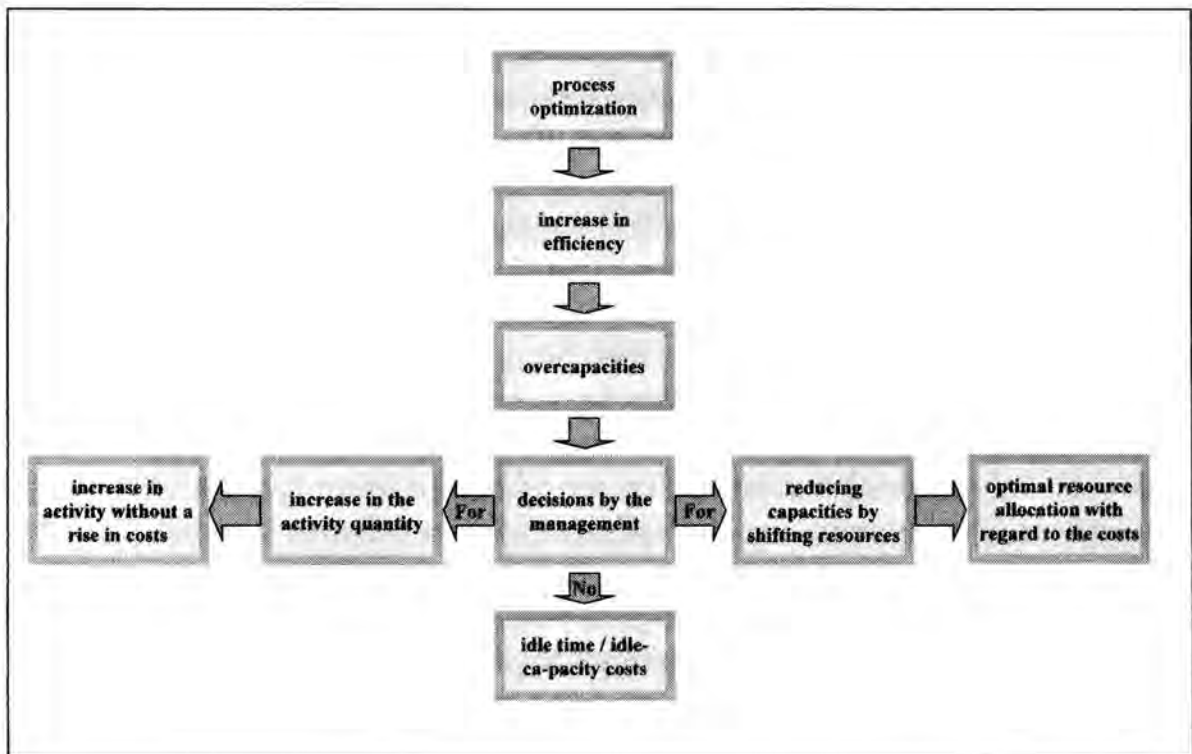 process
optimization
increase in
efficiency
overcapacities
increase in
activity without a
rise in costs
increase in the
activity quantity
For
decisions by the
management
For
reducing
capacities by
shifting resources
optimal resource
allocation with
regard to the costs
No
idle time / idle-
ca-pacity costs